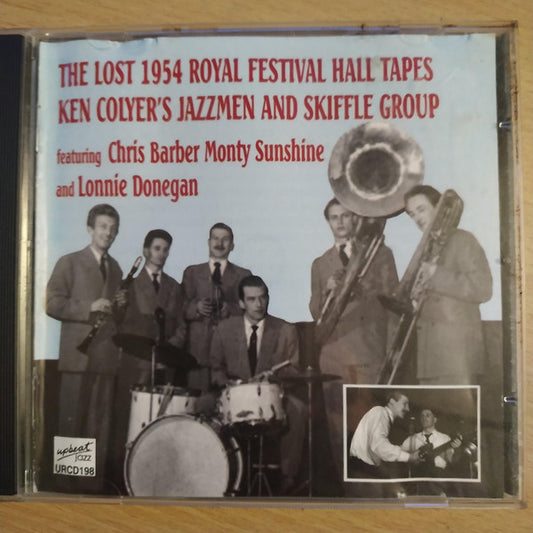 THE LOST 1954 ROYAL FESTIVAL HALL TAPES
KEN COLYER'S JAZZMEN AND SKIFFLE GROUP
featuring Chris Barber Monty Sunshine
and Lonnie Donegan
upbeat
jazz
URCD198